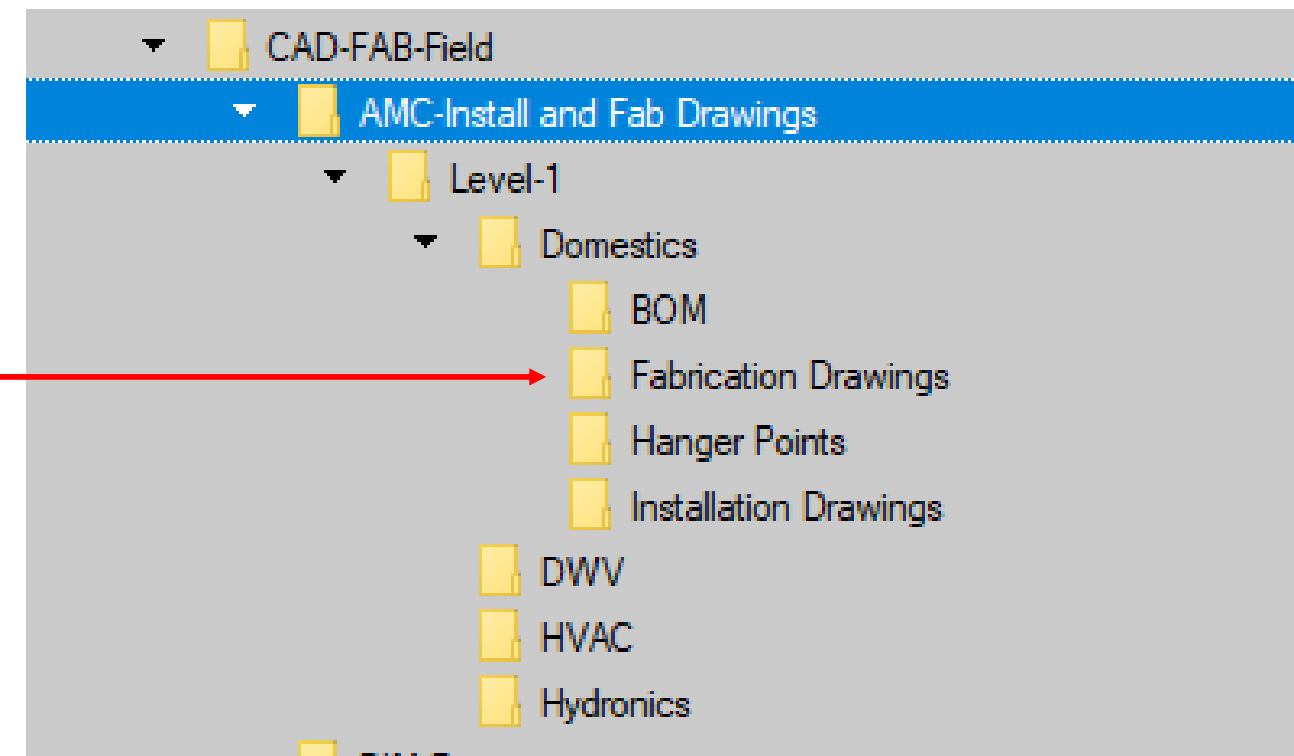 CAD-FAB-Field
AMC-Install and Fab Drawings
Level-1
Domestics
BOM
Fabrication Drawings
Hanger Points
Installation Drawings
DWV
HVAC
Hydronics